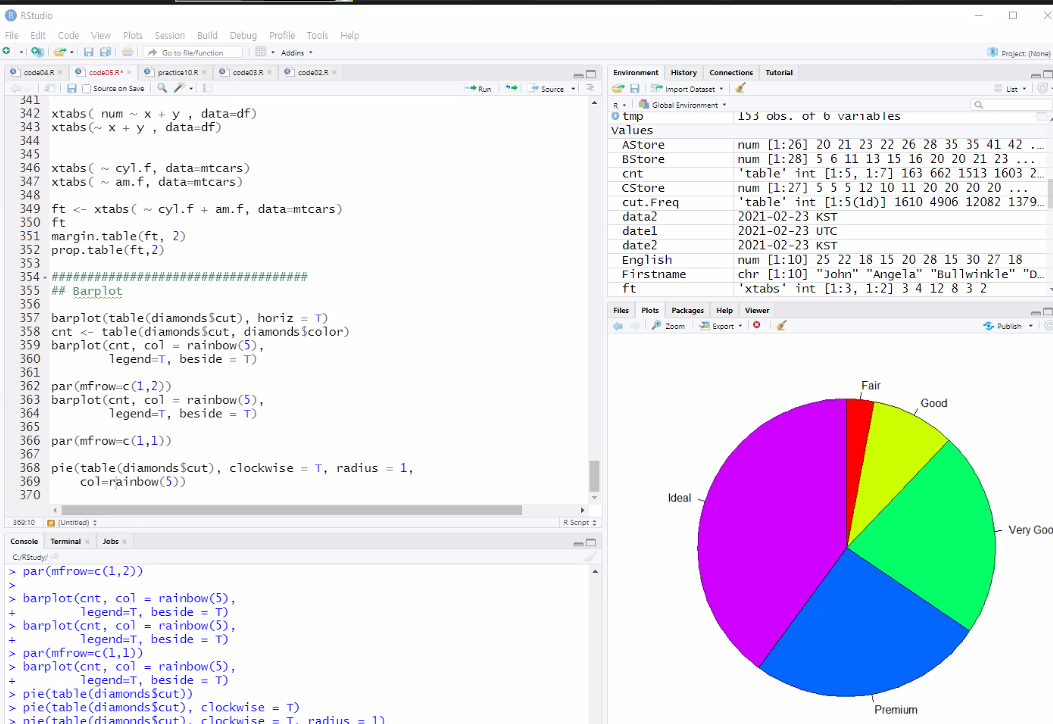 RStudio
File Edit Code View Plots Session Build Debug Profile Tools Help
Go to file/function Addins Project: (None)
code04.R code05.R* practice10.R code03.R code02.R
Source on Save Run Source
341
342 xtabs( num ~ x + y , data=df)
343 xtabs(~ x + y , data=df)
344
345
346 xtabs( ~ cyl.f, data=mtcars)
347 xtabs( ~ am.f, data=mtcars)
348
349 ft <- xtabs( ~ cyl.f + am.f, data=mtcars)
350 ft
351 margin.table(ft, 2)
352 prop.table(ft,2)
353
354 ####################################
355 ## Barplot
356
357 barplot(table(diamonds$cut), horiz = T)
358 cnt <- table(diamonds$cut, diamonds$color)
359 barplot(cnt, col = rainbow(5),
360 legend=T, beside = T)
361
362 par(mfrow=c(1,2))
363 barplot(cnt, col = rainbow(5),
364 legend=T, beside = T)
365
366 par(mfrow=c(1,1))
367
368 pie(table(diamonds$cut), clockwise = T, radius = 1,
369 col=rainbow(5))
370
369:10 (Untitled) R Script
Console Terminal Jobs
C:/RStudy/
> par(mfrow=c(1,2))
>
> barplot(cnt, col = rainbow(5),
+ legend=T, beside = T)
> barplot(cnt, col = rainbow(5),
+ legend=T, beside = T)
> par(mfrow=c(1,1))
> barplot(cnt, col = rainbow(5),
+ legend=T, beside = T)
> pie(table(diamonds$cut))
> pie(table(diamonds$cut), clockwise = T)
> pie(table(diamonds$cut), clockwise = T, radius = 1)
Environment History Connections Tutorial
Import Dataset List
R Global Environment
tmp 153 obs. of 6 variables
Values
AStore num [1:26] 20 21 23 22 26 28 35 35 41 42 ...
BStore num [1:28] 5 6 11 13 15 16 20 20 21 23 ...
cnt 'table' int [1:5, 1:7] 163 662 1513 1603 2...
CStore num [1:27] 5 5 5 12 10 11 20 20 20 20 ...
cut.Freq 'table' int [1:5(1d)] 1610 4906 12082 1379...
data2 2021-02-23 KST
date1 2021-02-23 UTC
date2 2021-02-23 KST
English num [1:10] 25 22 18 15 20 28 15 30 27 18
Firstname chr [1:10] "John" "Angela" "Bullwinkle" "D...
ft 'xtabs' int [1:3, 1:2] 3 4 12 8 3 2
Files Plots Packages Help Viewer
Zoom Export Publish
Fair
Good
Ideal
Very Goo
Premium